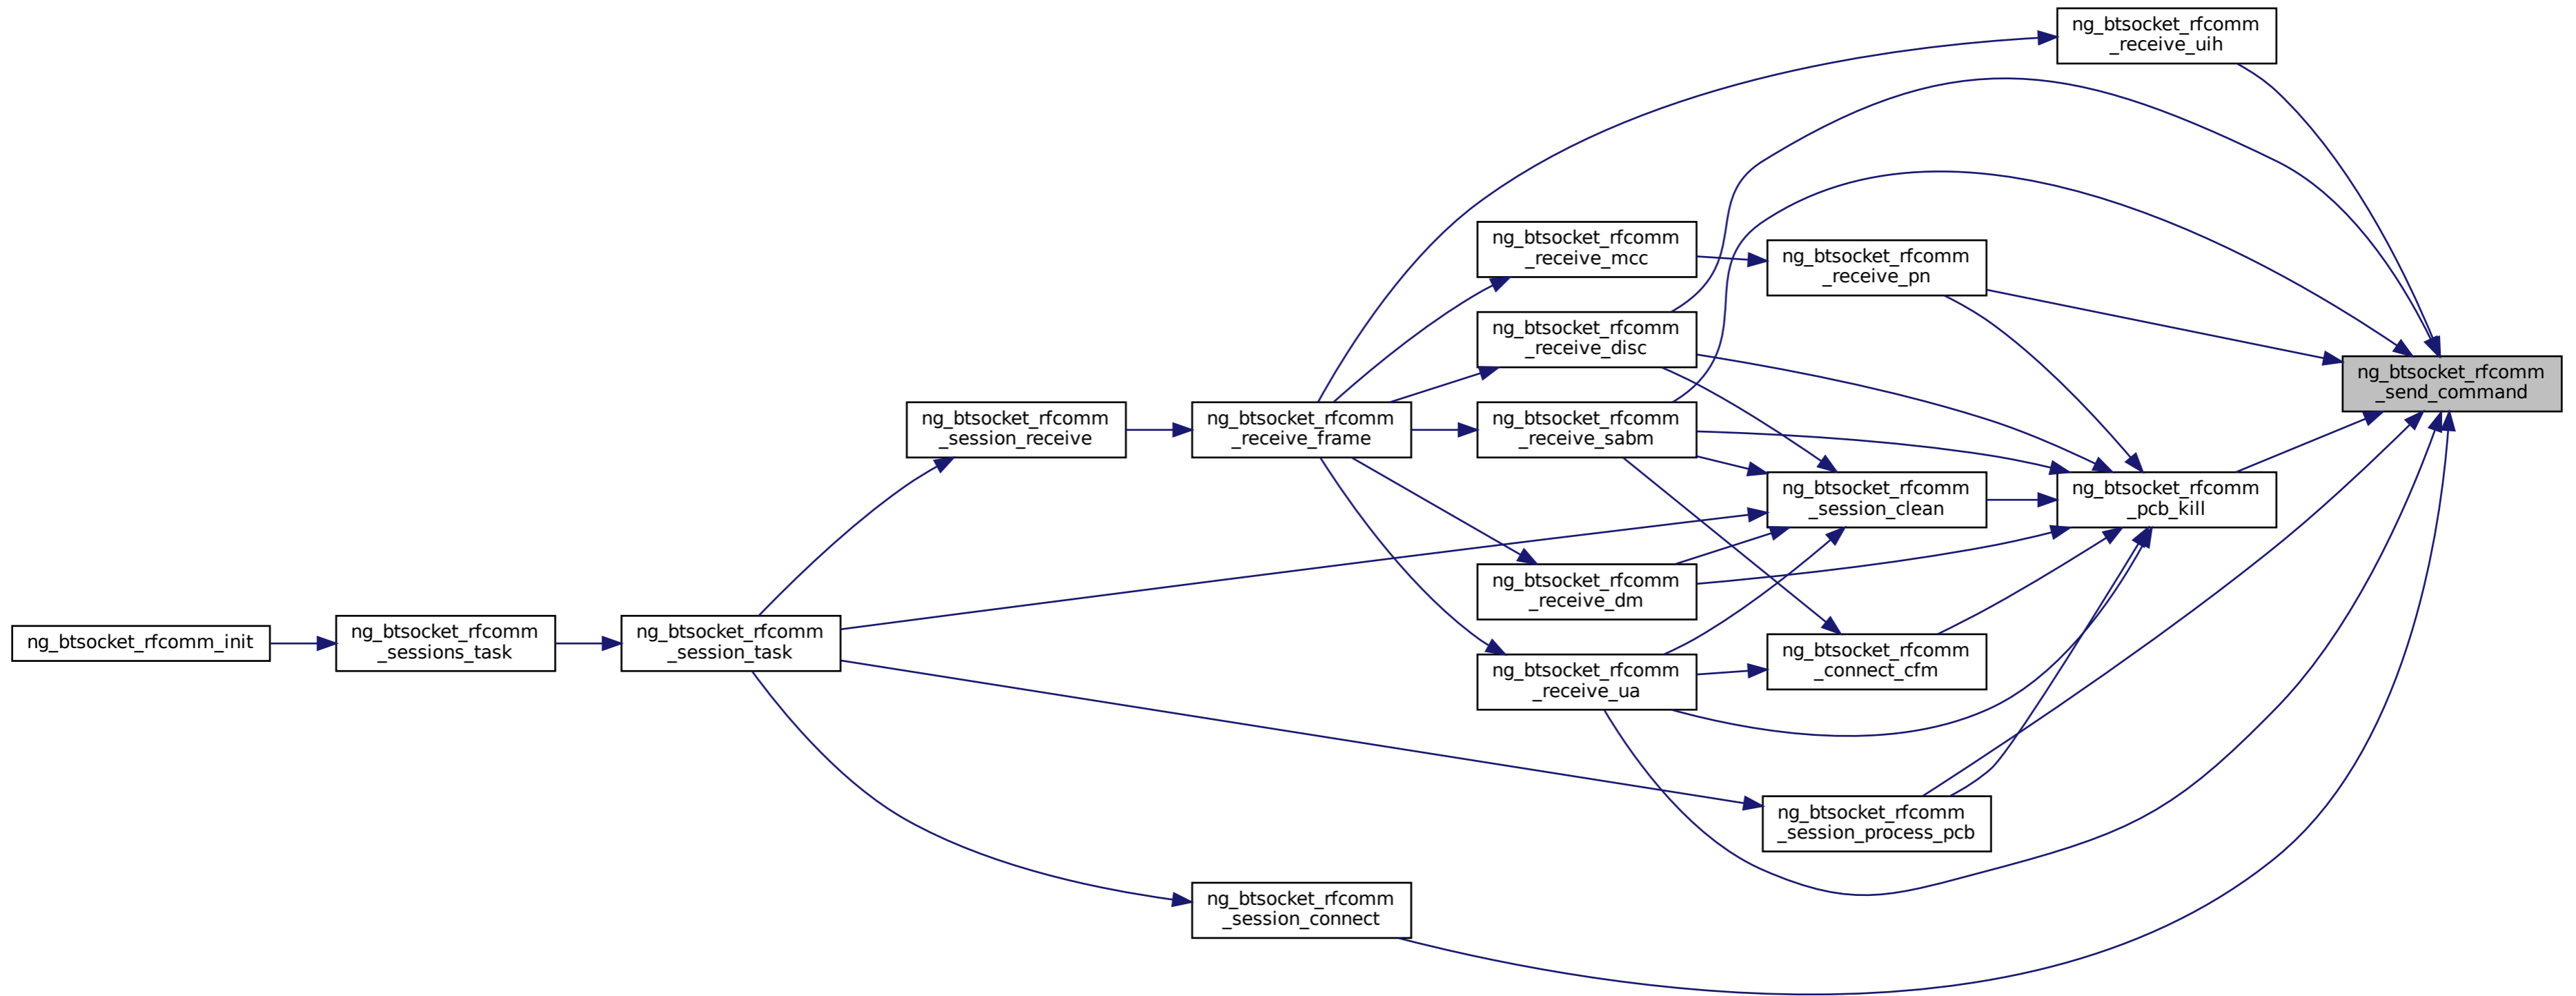 ng_btsocket_rfcomm
_receive_uih
ng_btsocket_rfcomm
_receive_mcc
ng_btsocket_rfcomm
_receive_pn
ng_btsocket_rfcomm
_receive_disc
ng_btsocket_rfcomm
_send_command
ng_btsocket_rfcomm
_session_receive
ng_btsocket_rfcomm
_receive_frame
ng_btsocket_rfcomm
_receive_sabm
ng_btsocket_rfcomm
_session_clean
ng_btsocket_rfcomm
_pcb_kill
ng_btsocket_rfcomm
_receive_dm
ng_btsocket_rfcomm_init
ng_btsocket_rfcomm
_sessions_task
ng_btsocket_rfcomm
_session_task
ng_btsocket_rfcomm
_receive_ua
ng_btsocket_rfcomm
_connect_cfm
ng_btsocket_rfcomm
_session_process_pcb
ng_btsocket_rfcomm
_session_connect